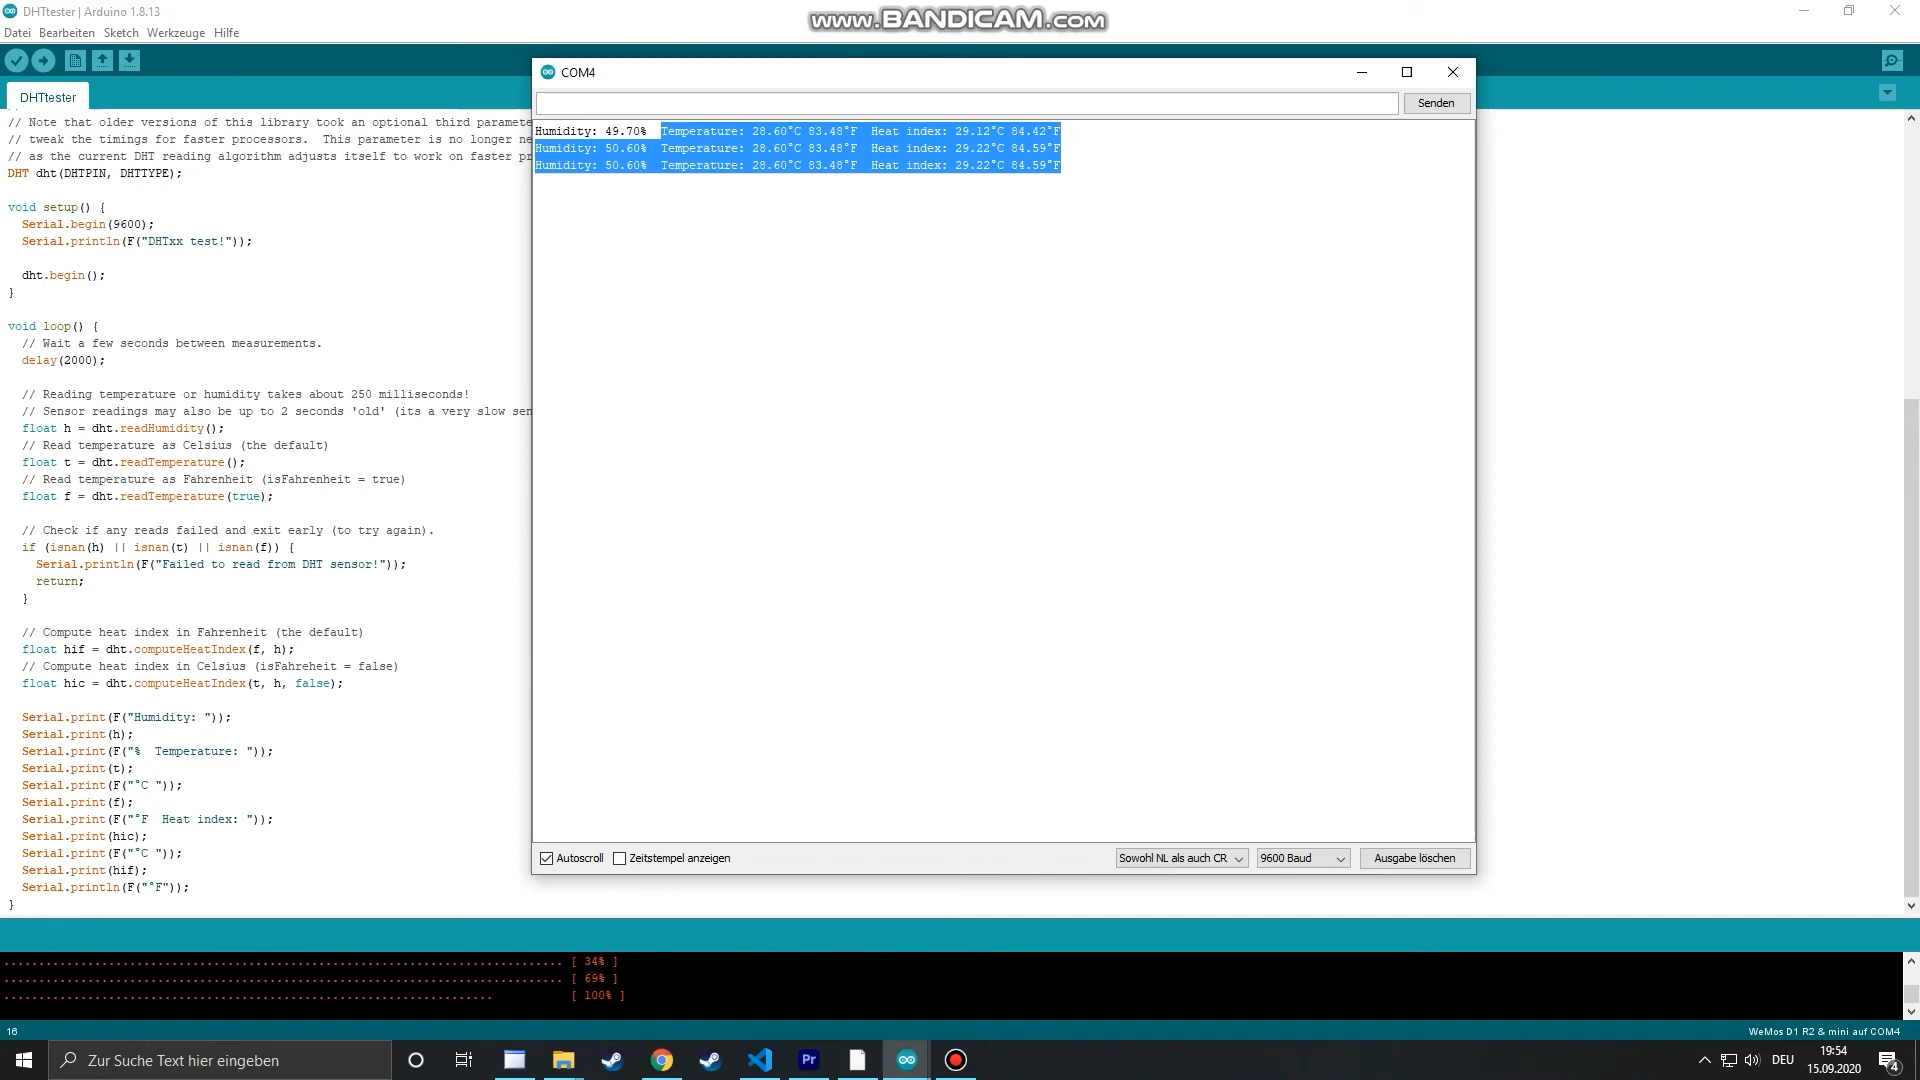 DHTtester | Arduino 1.8.13
www.BANDICAM.com
Datei Bearbeiten Sketch Werkzeuge Hilfe
DHTtester
// Note that older versions of this library took an optional third paramete
// tweak the timings for faster processors.  This parameter is no longer ne
// as the current DHT reading algorithm adjusts itself to work on faster pr
DHT dht(DHTPIN, DHTTYPE);
void setup() {
Serial.begin(9600);
Serial.println(F("DHTxx test!"));
dht.begin();
}
void loop() {
// Wait a few seconds between measurements.
delay(2000);
// Reading temperature or humidity takes about 250 milliseconds!
// Sensor readings may also be up to 2 seconds 'old' (its a very slow sen
float h = dht.readHumidity();
// Read temperature as Celsius (the default)
float t = dht.readTemperature();
// Read temperature as Fahrenheit (isFahrenheit = true)
float f = dht.readTemperature(true);
// Check if any reads failed and exit early (to try again).
if (isnan(h) || isnan(t) || isnan(f)) {
Serial.println(F("Failed to read from DHT sensor!"));
return;
}
// Compute heat index in Fahrenheit (the default)
float hif = dht.computeHeatIndex(f, h);
// Compute heat index in Celsius (isFahreheit = false)
float hic = dht.computeHeatIndex(t, h, false);
Serial.print(F("Humidity: "));
Serial.print(h);
Serial.print(F("%  Temperature: "));
Serial.print(t);
Serial.print(F("°C "));
Serial.print(f);
Serial.print(F("°F  Heat index: "));
Serial.print(hic);
Serial.print(F("°C "));
Serial.print(hif);
Serial.println(F("°F"));
}
COM4
Senden
Humidity: 49.70%  Temperature: 28.60°C 83.48°F  Heat index: 29.12°C 84.42°F
Humidity: 50.60%  Temperature: 28.60°C 83.48°F  Heat index: 29.22°C 84.59°F
Humidity: 50.60%  Temperature: 28.60°C 83.48°F  Heat index: 29.22°C 84.59°F
Autoscroll Zeitstempel anzeigen Sowohl NL als auch CR 9600 Baud Ausgabe löschen
................................................................................ [ 34% ]
................................................................................ [ 69% ]
...................................................................... [ 100% ]
16 WeMos D1 R2 & mini auf COM4
Zur Suche Text hier eingeben Pr DEU 19:54
15.09.2020 4